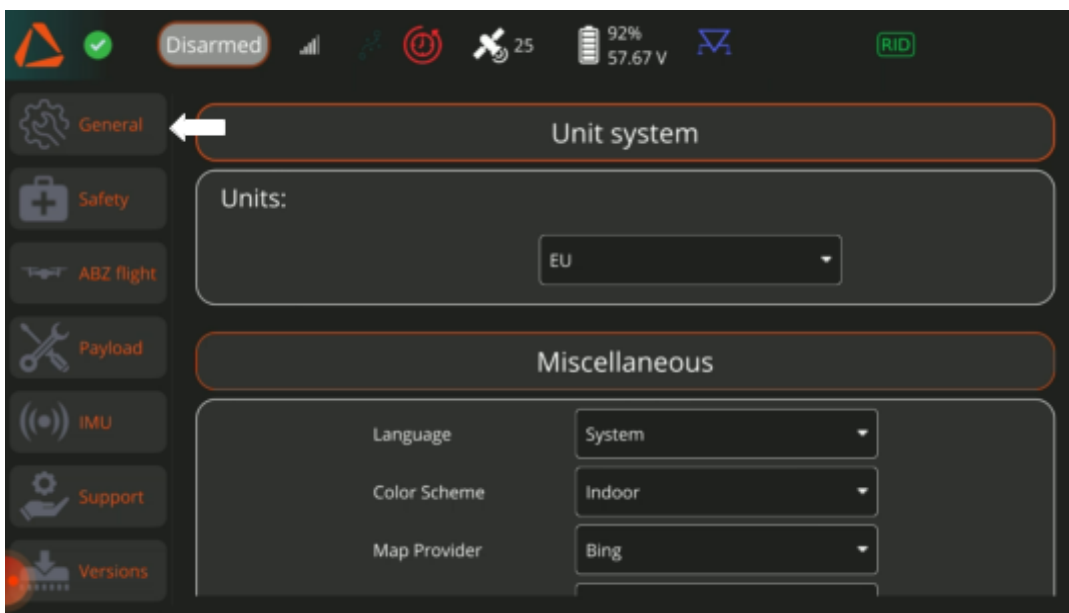 Disarmed
25
92%
57.67 V
RID
General
Safety
ABZ flight
Payload
IMU
Support
Versions
Unit system
Units:
EU
Miscellaneous
Language
System
Color Scheme
Indoor
Map Provider
Bing